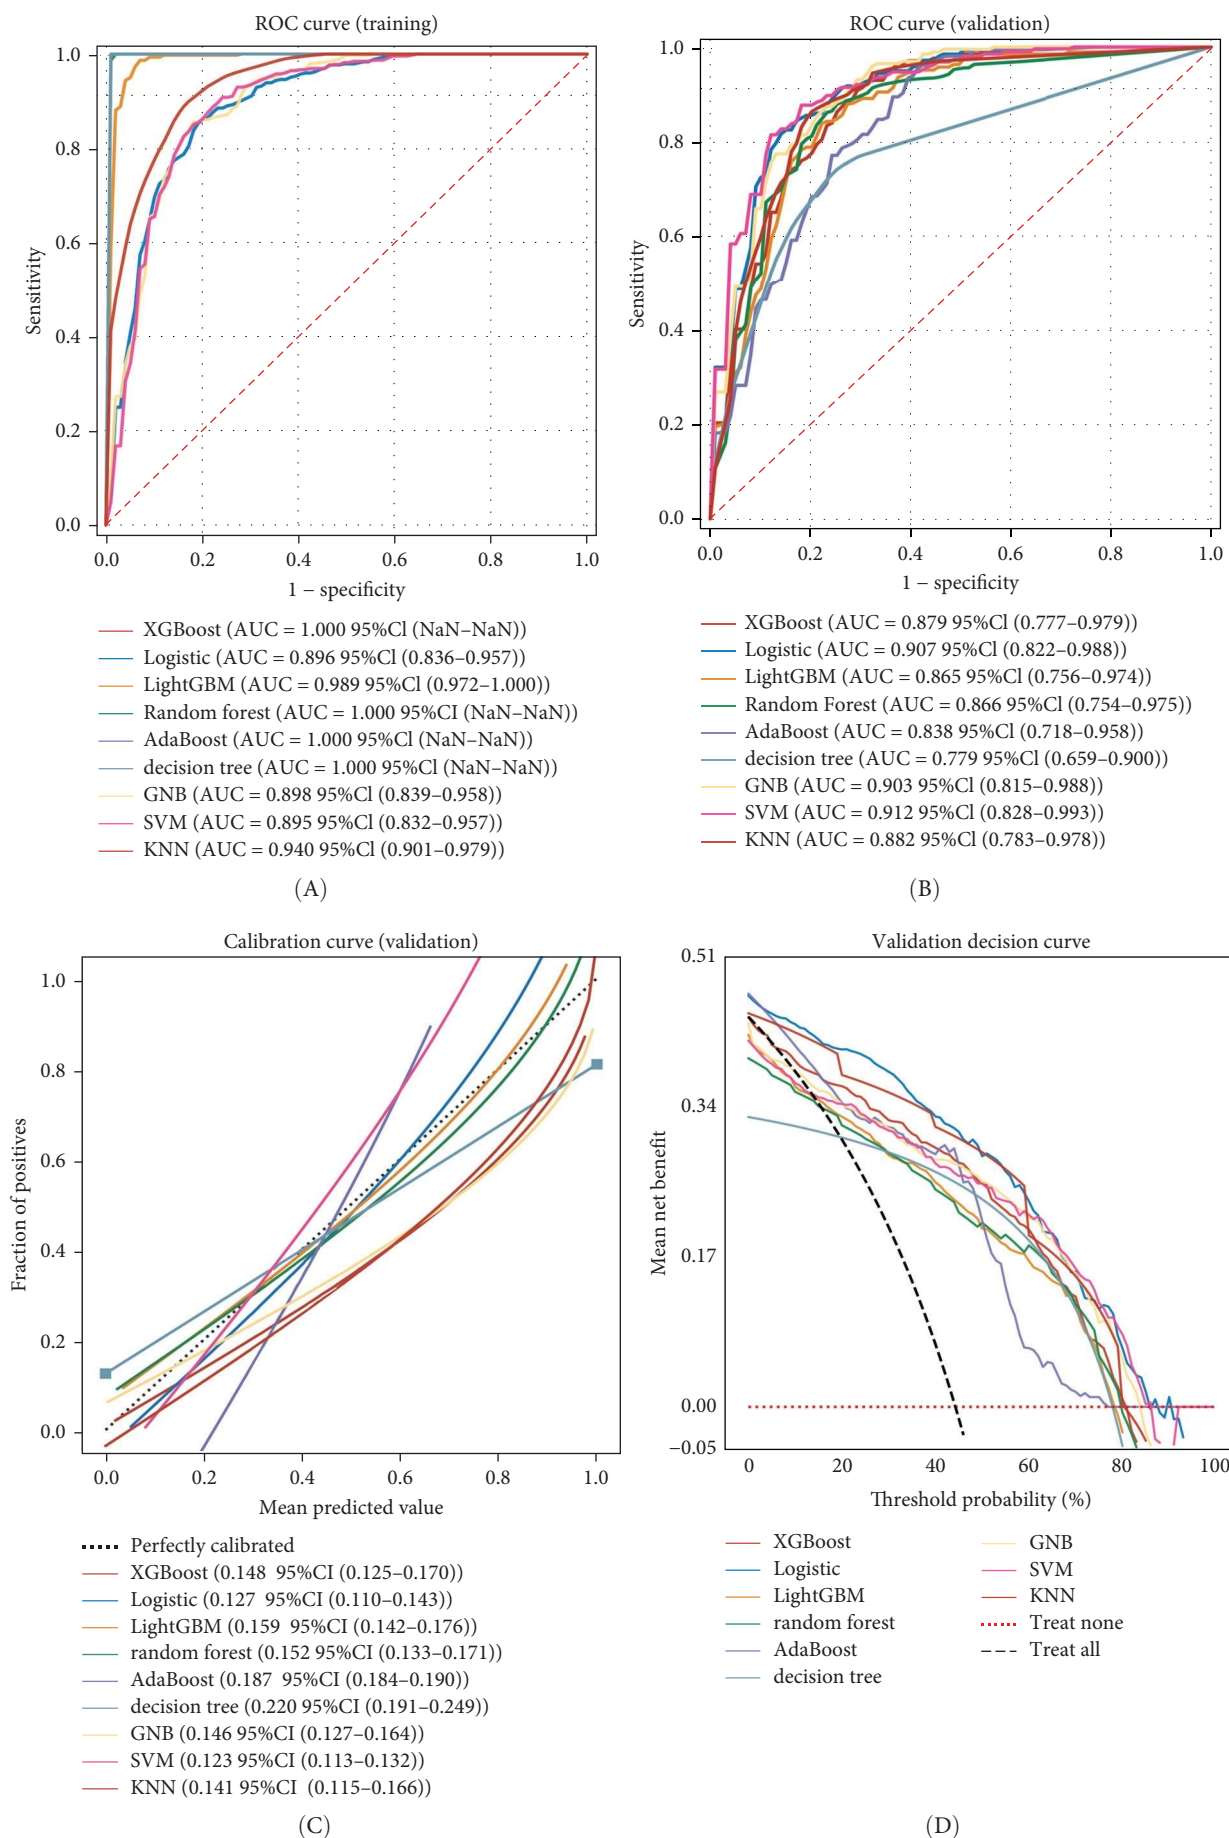 ROC curve (training)
1.0
0.8
0.6
0.4
0.2
0.0
Sensitivity
0.0 0.2 0.4 0.6 0.8 1.0
1 − specificity
XGBoost (AUC = 1.000 95%Cl (NaN–NaN))
Logistic (AUC = 0.896 95%Cl (0.836–0.957))
LightGBM (AUC = 0.989 95%Cl (0.972–1.000))
Random forest (AUC = 1.000 95%CI (NaN–NaN))
AdaBoost (AUC = 1.000 95%Cl (NaN–NaN))
decision tree (AUC = 1.000 95%Cl (NaN–NaN))
GNB (AUC = 0.898 95%Cl (0.839–0.958))
SVM (AUC = 0.895 95%Cl (0.832–0.957))
KNN (AUC = 0.940 95%Cl (0.901–0.979))
(A)
ROC curve (validation)
1.0
0.8
0.6
0.4
0.2
0.0
Sensitivity
0.0 0.2 0.4 0.6 0.8 1.0
1 − specificity
XGBoost (AUC = 0.879 95%Cl (0.777–0.979))
Logistic (AUC = 0.907 95%Cl (0.822–0.988))
LightGBM (AUC = 0.865 95%Cl (0.756–0.974))
Random Forest (AUC = 0.866 95%Cl (0.754–0.975))
AdaBoost (AUC = 0.838 95%Cl (0.718–0.958))
decision tree (AUC = 0.779 95%Cl (0.659–0.900))
GNB (AUC = 0.903 95%Cl (0.815–0.988))
SVM (AUC = 0.912 95%Cl (0.828–0.993))
KNN (AUC = 0.882 95%Cl (0.783–0.978))
(B)
Calibration curve (validation)
1.0
0.8
0.6
0.4
0.2
0.0
Fraction of positives
0.0 0.2 0.4 0.6 0.8 1.0
Mean predicted value
Perfectly calibrated
XGBoost (0.148 95%CI (0.125–0.170))
Logistic (0.127 95%CI (0.110–0.143))
LightGBM (0.159 95%CI (0.142–0.176))
random forest (0.152 95%CI (0.133–0.171))
AdaBoost (0.187 95%CI (0.184–0.190))
decision tree (0.220 95%CI (0.191–0.249))
GNB (0.146 95%CI (0.127–0.164))
SVM (0.123 95%CI (0.113–0.132))
KNN (0.141 95%CI (0.115–0.166))
(C)
Validation decision curve
0.51
0.34
0.17
0.00
−0.05
Mean net benefit
0 20 40 60 80 100
Threshold probability (%)
XGBoost
Logistic
LightGBM
random forest
AdaBoost
decision tree
GNB
SVM
KNN
Treat none
Treat all
(D)